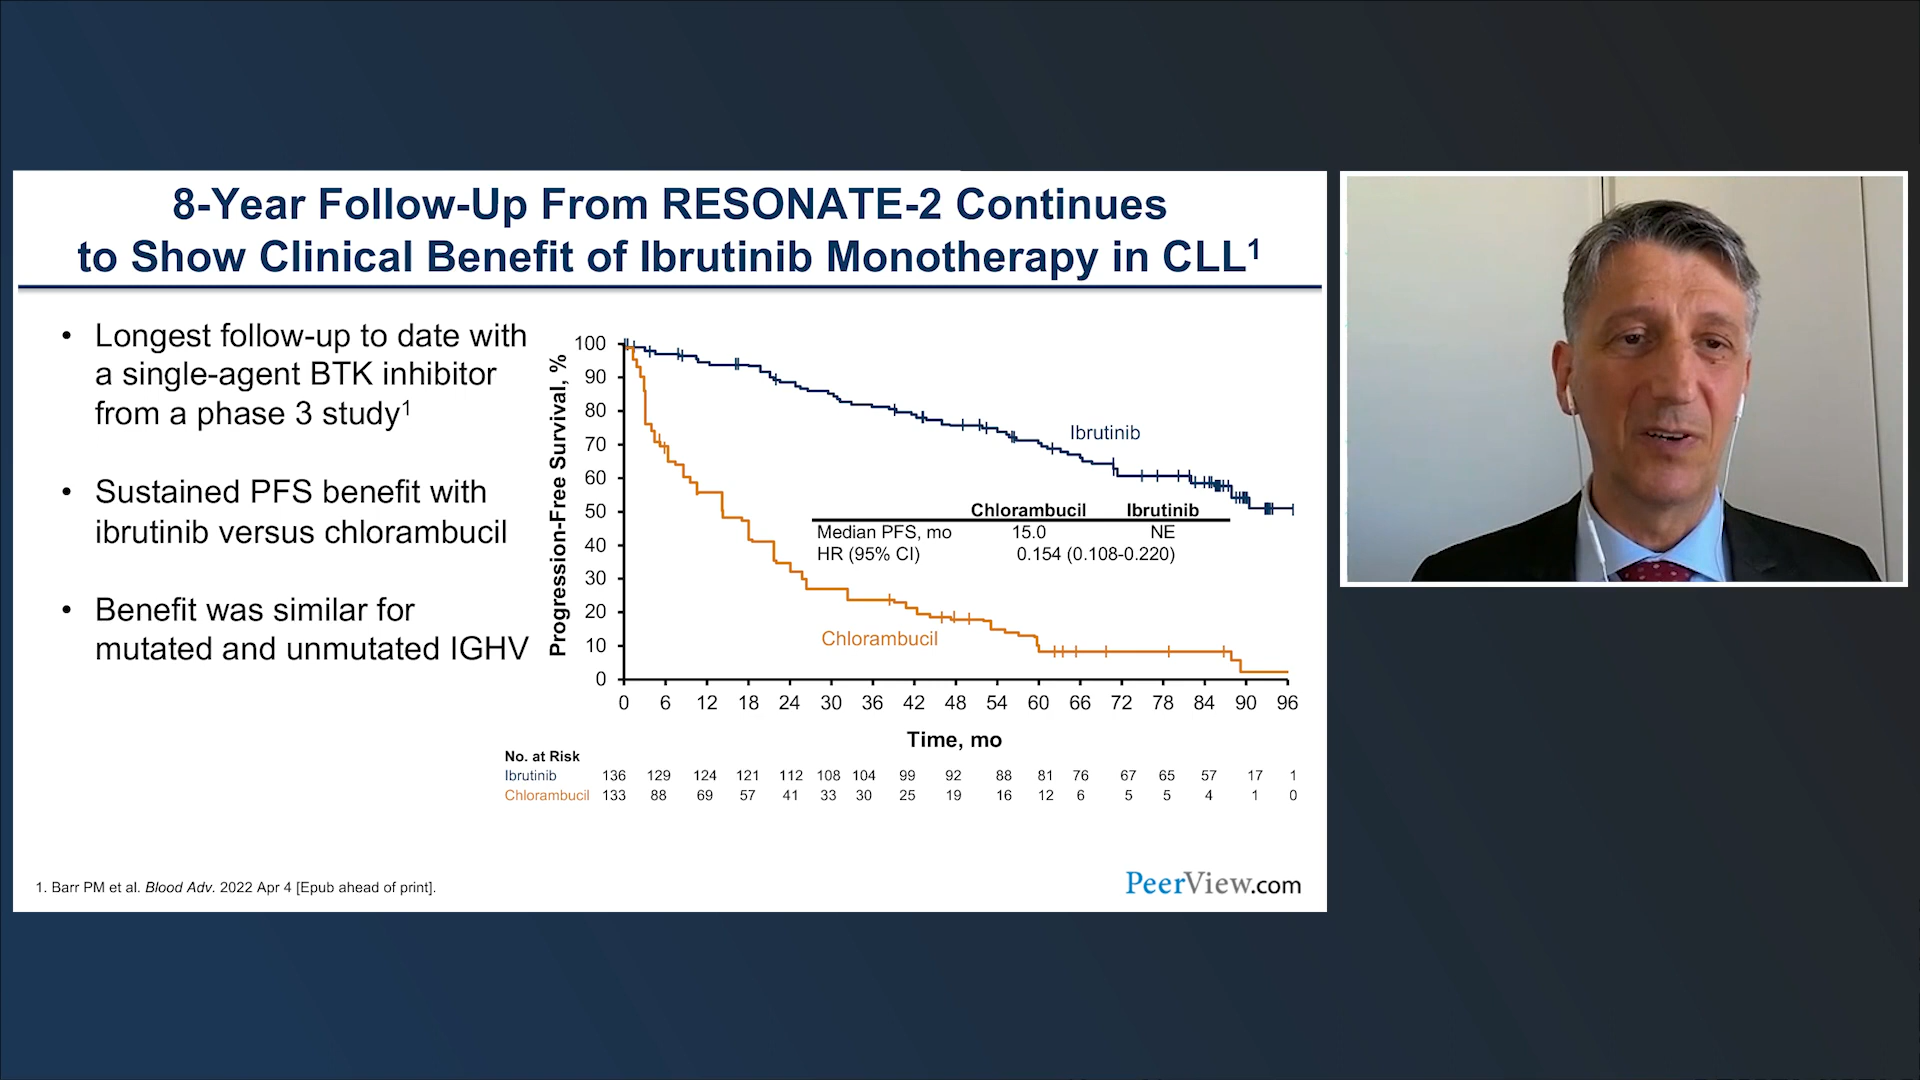 8-Year Follow-Up From RESONATE-2 Continues
to Show Clinical Benefit of Ibrutinib Monotherapy in CLL¹
• Longest follow-up to date with
a single-agent BTK inhibitor
from a phase 3 study¹
• Sustained PFS benefit with
ibrutinib versus chlorambucil
• Benefit was similar for
mutated and unmutated IGHV
Progression-Free Survival, %
100
90
80
70
60
50
40
30
20
10
0
Ibrutinib
Chlorambucil Ibrutinib
Median PFS, mo 15.0 NE
HR (95% CI) 0.154 (0.108-0.220)
Chlorambucil
0 6 12 18 24 30 36 42 48 54 60 66 72 78 84 90 96
Time, mo
No. at Risk
Ibrutinib 136 129 124 121 112 108 104 99 92 88 81 76 67 65 57 17 1
Chlorambucil 133 88 69 57 41 33 30 25 19 16 12 6 5 5 4 1 0
1. Barr PM et al. Blood Adv. 2022 Apr 4 [Epub ahead of print].
PeerView.com